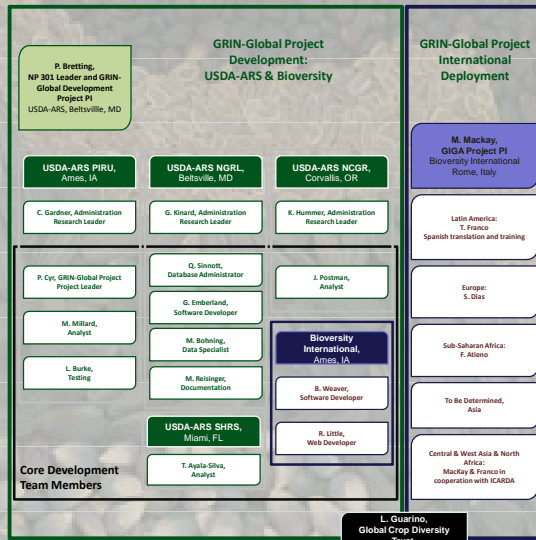 GRIN-Global Project
Development:
USDA-ARS & Bioversity
P. Bretting,
NP 301 Leader and GRIN-
Global Development
Project PI
USDA-ARS, Beltsvillle, MD
USDA-ARS PIRU,
Ames, IA
USDA-ARS NGRL,
Beltsville, MD
USDA-ARS NCGR,
Corvallis, OR
C. Gardner, Administration
Research Leader
G. Kinard, Administration
Research Leader
K. Hummer, Administration
Research Leader
P. Cyr, GRIN-Global Project
Project Leader
M. Millard,
Analyst
L. Burke,
Testing
Q. Sinnott,
Database Administrator
G. Emberland,
Software Developer
M. Bohning,
Data Specialist
M. Reisinger,
Documentation
USDA-ARS SHRS,
Miami, FL
T. Ayala-Silva,
Analyst
J. Postman,
Analyst
Bioversity
International,
Ames, IA
B. Weaver,
Software Developer
R. Little,
Web Developer
Core Development
Team Members
GRIN-Global Project
International
Deployment
M. Mackay,
GIGA Project PI
Bioversity International
Rome, Italy
Latin America:
T. Franco
Spanish translation and training
Europe:
S. Dias
Sub-Saharan Africa:
F. Atieno
To Be Determined,
Asia
Central & West Asia & North
Africa:
MacKay & Franco in
cooperation with ICARDA
L. Guarino,
Global Crop Diversity
Trust